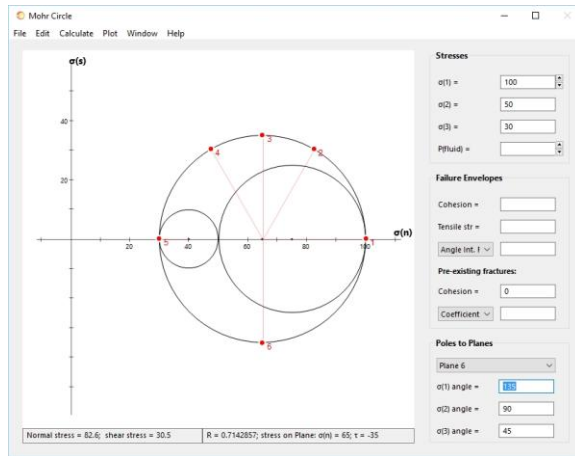 Mohr Circle
File Edit Calculate Plot Window Help
σ(s)
40
20
20 40 60 80 100
σ(n)
1
2
3
4
5
6
Normal stress = 82.6; shear stress = 30.5
R = 0.7142857; stress on Plane: σ(n) = 65; τ = -35
Stresses
σ(1) = 100
σ(2) = 50
σ(3) = 30
P(fluid) =
Failure Envelopes
Cohesion =
Tensile str =
Angle Int. F
Pre-existing fractures:
Cohesion = 0
Coefficient
Poles to Planes
Plane 6
σ(1) angle = 135
σ(2) angle = 90
σ(3) angle = 45